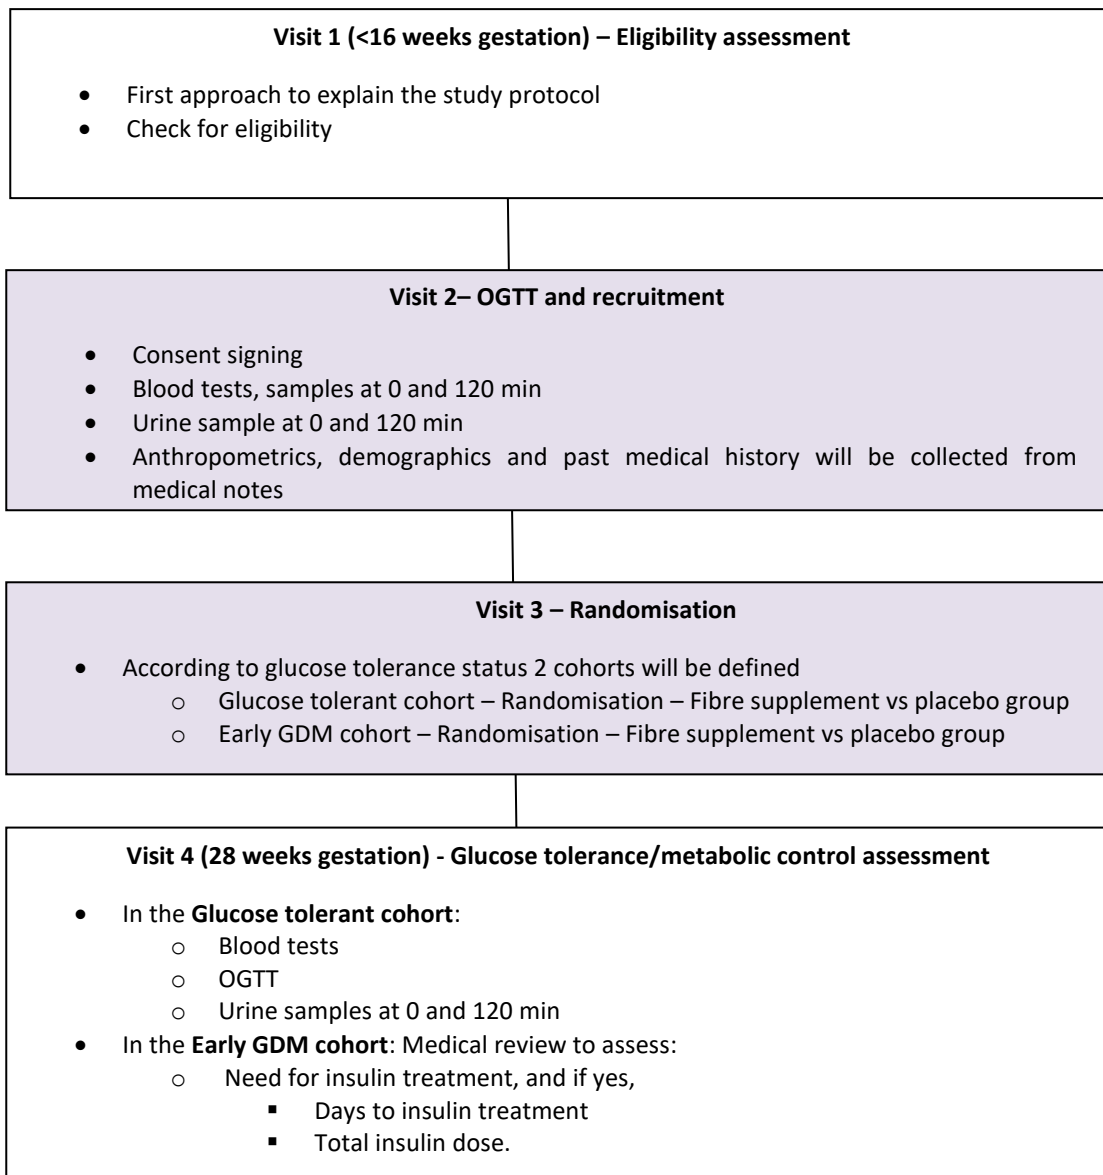 Visit 1 (<16 weeks gestation) – Eligibility assessment
• First approach to explain the study protocol
• Check for eligibility
Visit 2– OGTT and recruitment
• Consent signing
• Blood tests, samples at 0 and 120 min
• Urine sample at 0 and 120 min
• Anthropometrics, demographics and past medical history will be collected from
medical notes
Visit 3 – Randomisation
• According to glucose tolerance status 2 cohorts will be defined
o Glucose tolerant cohort – Randomisation – Fibre supplement vs placebo group
o Early GDM cohort – Randomisation – Fibre supplement vs placebo group
Visit 4 (28 weeks gestation) - Glucose tolerance/metabolic control assessment
• In the Glucose tolerant cohort:
o Blood tests
o OGTT
o Urine samples at 0 and 120 min
• In the Early GDM cohort: Medical review to assess:
o Need for insulin treatment, and if yes,
▪ Days to insulin treatment
▪ Total insulin dose.